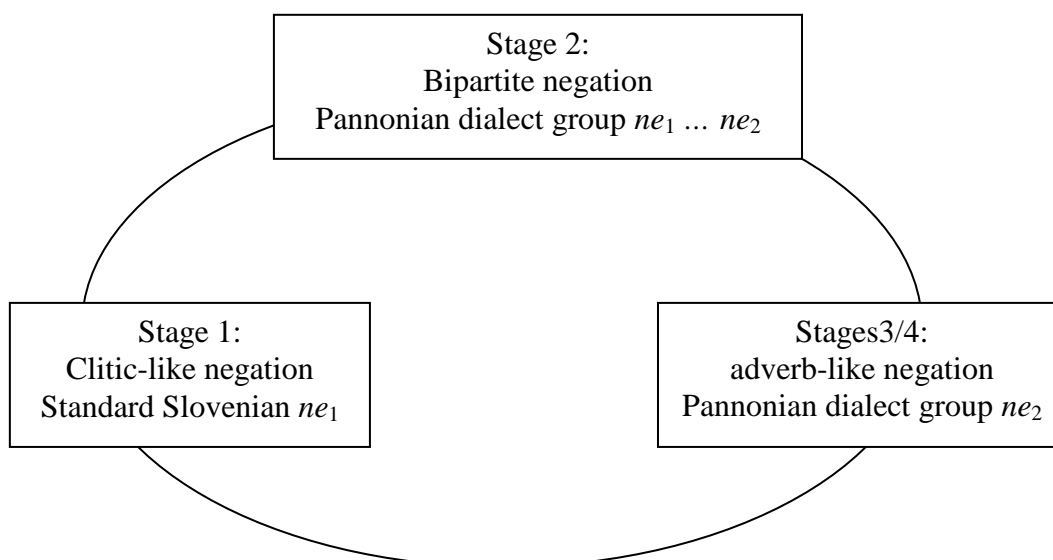 Stage 2:
Bipartite negation
Pannonian dialect group ne₁ ... ne₂
Stage 1:
Clitic-like negation
Standard Slovenian ne₁
Stages3/4:
adverb-like negation
Pannonian dialect group ne₂